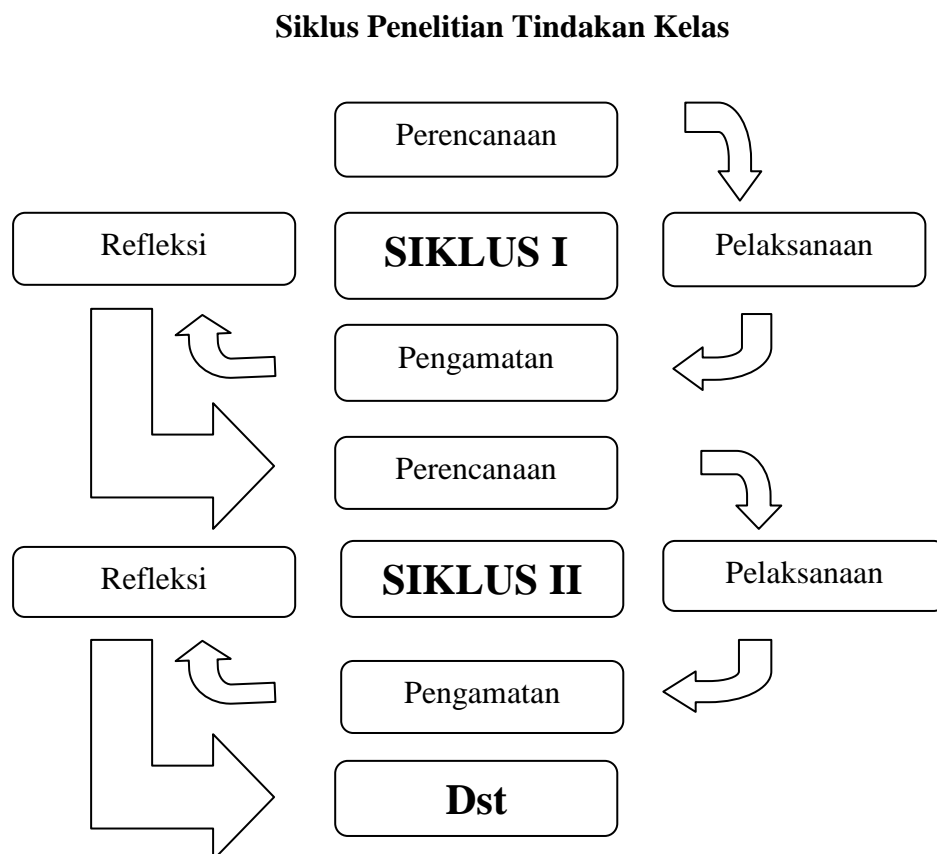 Siklus Penelitian Tindakan Kelas
Perencanaan
Refleksi
SIKLUS I
Pelaksanaan
Pengamatan
Perencanaan
Refleksi
SIKLUS II
Pelaksanaan
Pengamatan
Dst